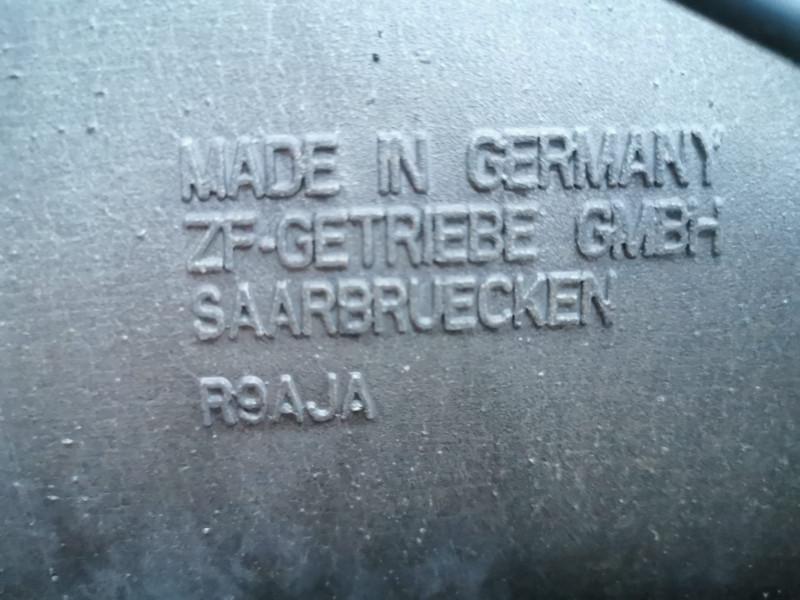 MADE IN GERMANY
ZF-GETRIEBE GMBH
SAARBRUECKEN
R9AJA